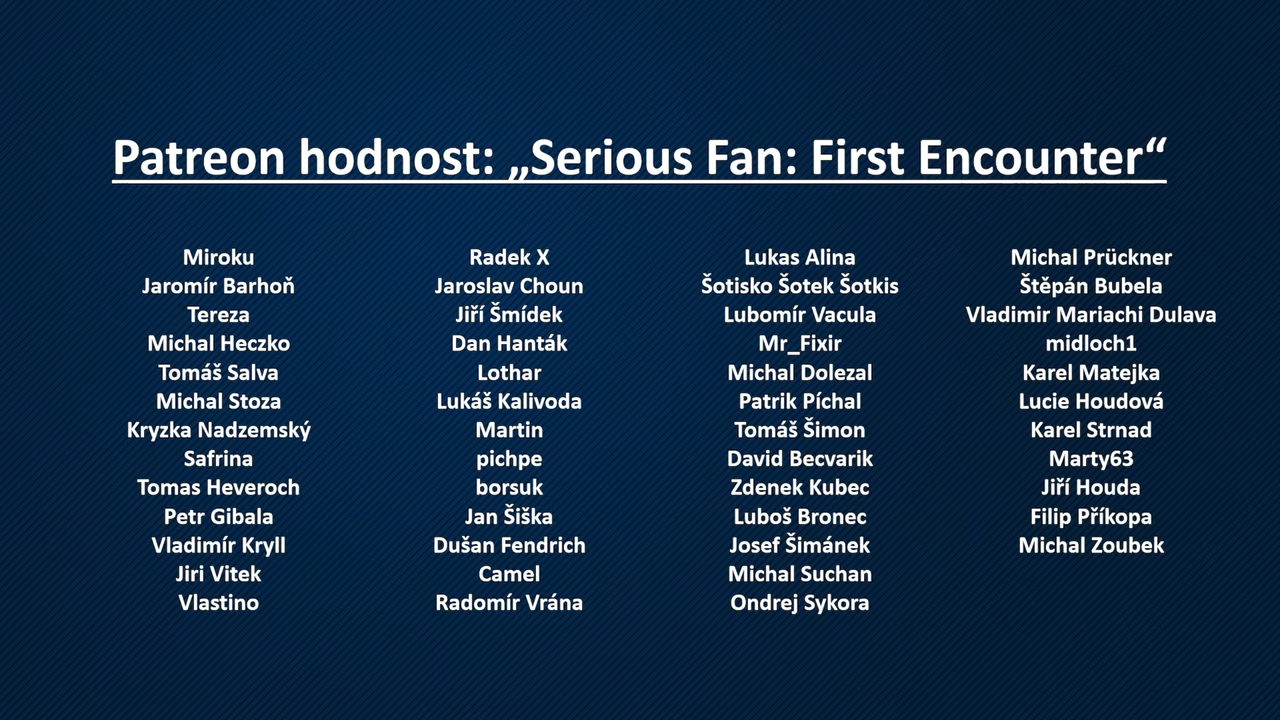 Patreon hodnost: „Serious Fan: First Encounter“
Miroku
Jaromír Barhoň
Tereza
Michal Heczko
Tomáš Salva
Michal Stoza
Kryzka Nadzemský
Safrina
Tomas Heveroch
Petr Gibala
Vladimír Kryll
Jiri Vitek
Vlastino
Radek X
Jaroslav Choun
Jiří Šmídek
Dan Hanták
Lothar
Lukáš Kalivoda
Martin
pichpe
borsuk
Jan Šiška
Dušan Fendrich
Camel
Radomír Vrána
Lukas Alina
Šotisko Šotek Šotkis
Lubomír Vacula
Mr_Fixir
Michal Dolezal
Patrik Píchal
Tomáš Šimon
David Becvarik
Zdenek Kubec
Luboš Bronec
Josef Šimánek
Michal Suchan
Ondrej Sykora
Michal Prückner
Štěpán Bubela
Vladimir Mariachi Dulava
midloch1
Karel Matejka
Lucie Houdová
Karel Strnad
Marty63
Jiří Houda
Filip Příkopa
Michal Zoubek